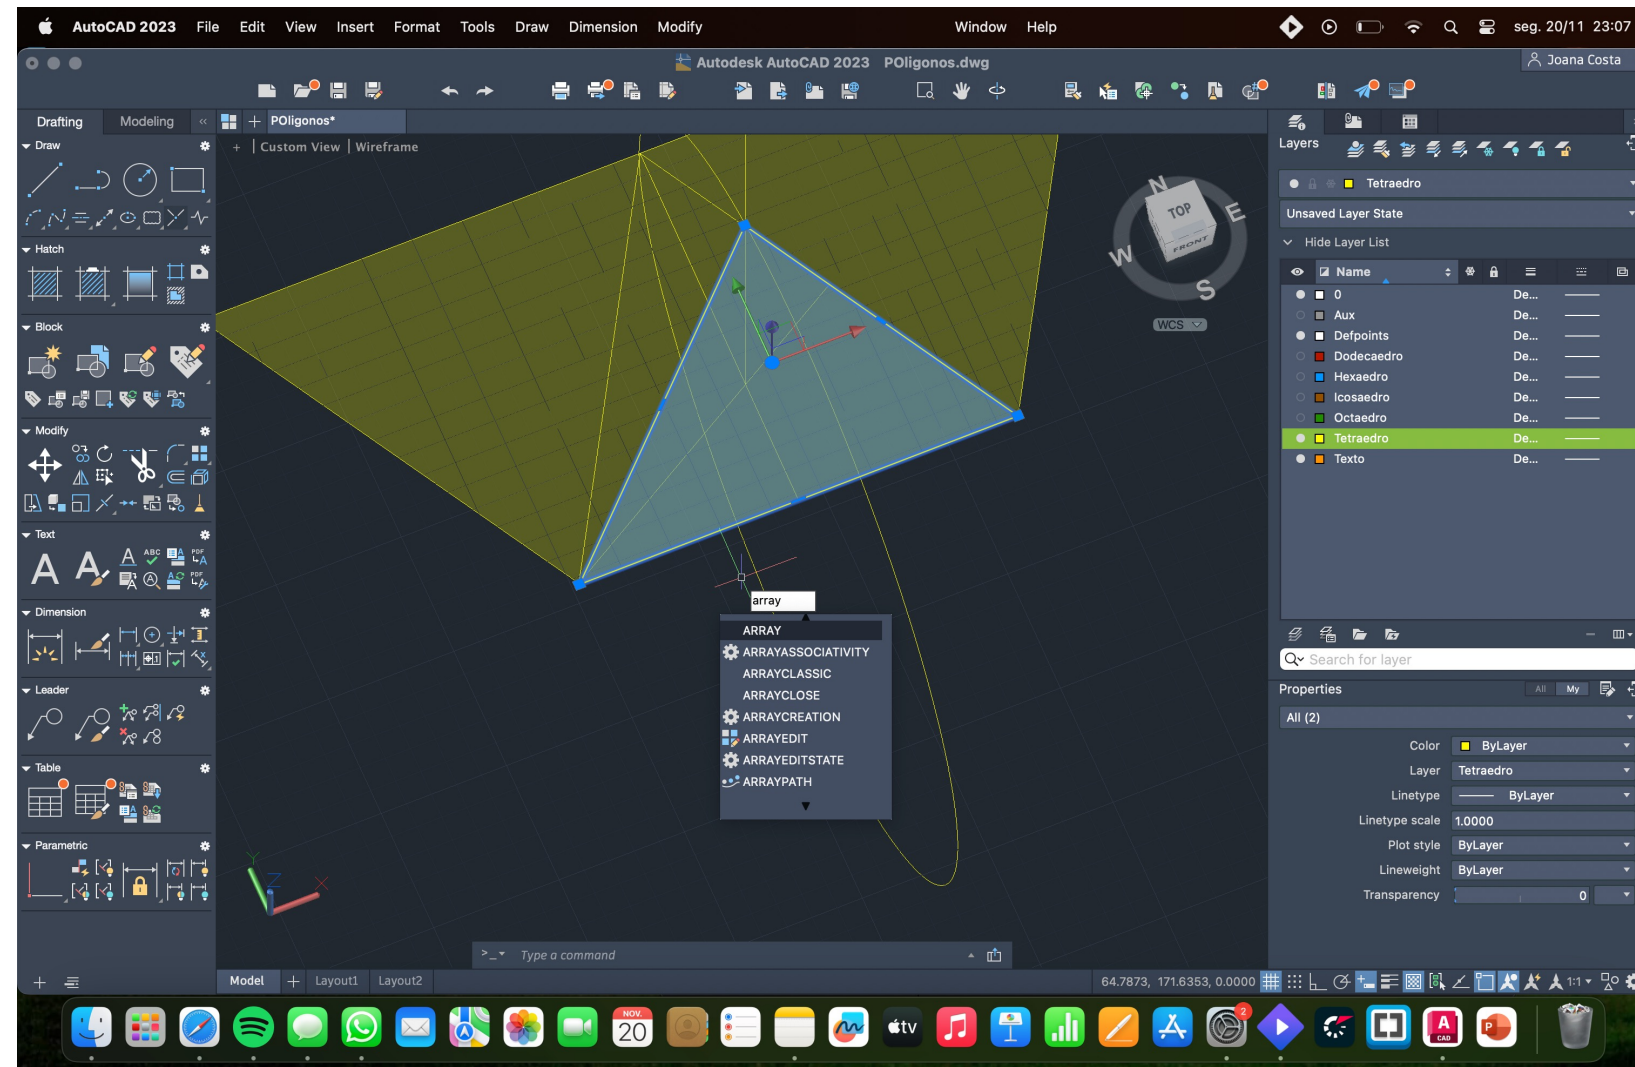 AutoCAD 2023 File Edit View Insert Format Tools Draw Dimension Modify Window Help seg. 20/11 23:07
Autodesk AutoCAD 2023 POligonos.dwg
Joana Costa
Drafting Modeling
POligonos*
Draw
Hatch
Block
Modify
Text
A A A ABC PDF A
PDF
Dimension
Leader
Table
Parametric
+ | Custom View | Wireframe
N
TOP
E
FRONT
W
S
WCS
array
ARRAY
ARRAYASSOCIATIVITY
ARRAYCLASSIC
ARRAYCLOSE
ARRAYCREATION
ARRAYEDIT
ARRAYEDITSTATE
ARRAYPATH
Y
Z
X
>_ Type a command
Model + Layout1 Layout2
64.7873, 171.6353, 0.0000
1:1
Layers
Tetraedro
Unsaved Layer State
Hide Layer List
Name
0 De...
Aux De...
Defpoints De...
Dodecaedro De...
Hexaedro De...
Icosaedro De...
Octaedro De...
Tetraedro De...
Texto De...
Search for layer
Properties All My
All (2)
Color ByLayer
Layer Tetraedro
Linetype ByLayer
Linetype scale 1.0000
Plot style ByLayer
Lineweight ByLayer
Transparency 0
NOV.
20
tv
2
A
CAD
P